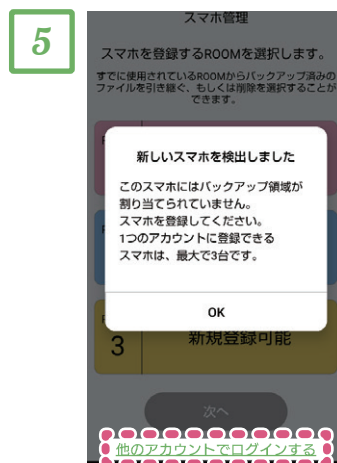 5
スマホ管理
スマホを登録するROOMを選択します。
すでに使用されているROOMからバックアップ済みの
ファイルを引き継ぐ、もしくは削除を選択することが
できます。
新しいスマホを検出しました
このスマホにはバックアップ領域が
割り当てられていません。
スマホを登録してください。
1つのアカウントに登録できる
スマホは、最大で3台です。
OK
3
新規登録可能
次へ
他のアカウントでログインする